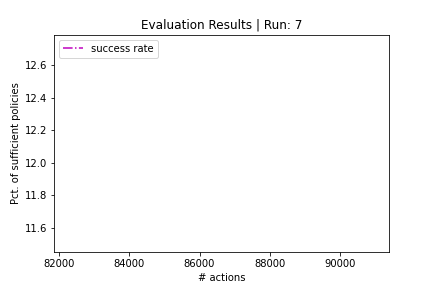 Evaluation Results | Run: 7
success rate
12.6
12.4
12.2
12.0
11.8
11.6
Pct. of sufficient policies
82000 84000 86000 88000 90000
# actions